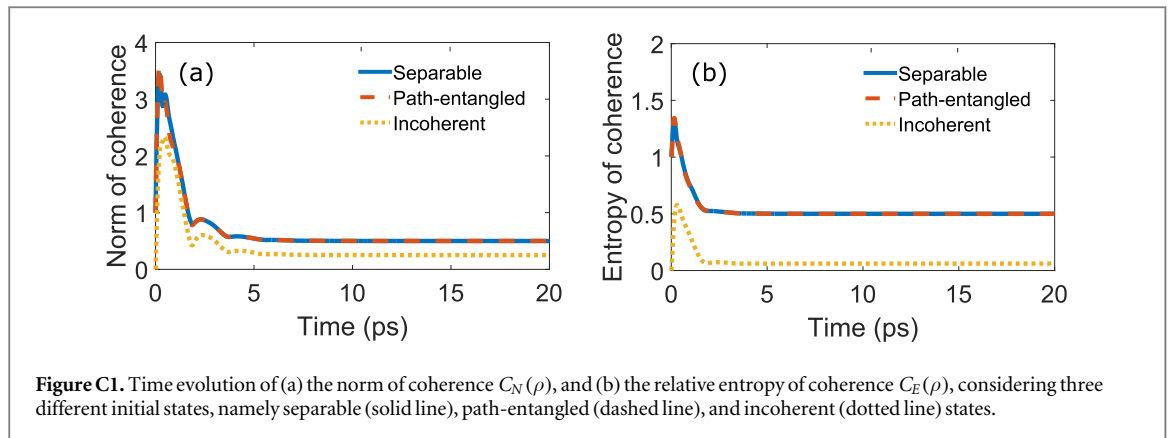 4
3
2
1
0
Norm of coherence
(a)
Separable
Path-entangled
Incoherent
0
5
10
15
20
Time (ps)
2
1.5
1
0.5
0
Entropy of coherence
(b)
Separable
Path-entangled
Incoherent
0
5
10
15
20
Time (ps)
Figure C1. Time evolution of (a) the norm of coherence C_N(ρ), and (b) the relative entropy of coherence C_E(ρ), considering three
different initial states, namely separable (solid line), path-entangled (dashed line), and incoherent (dotted line) states.